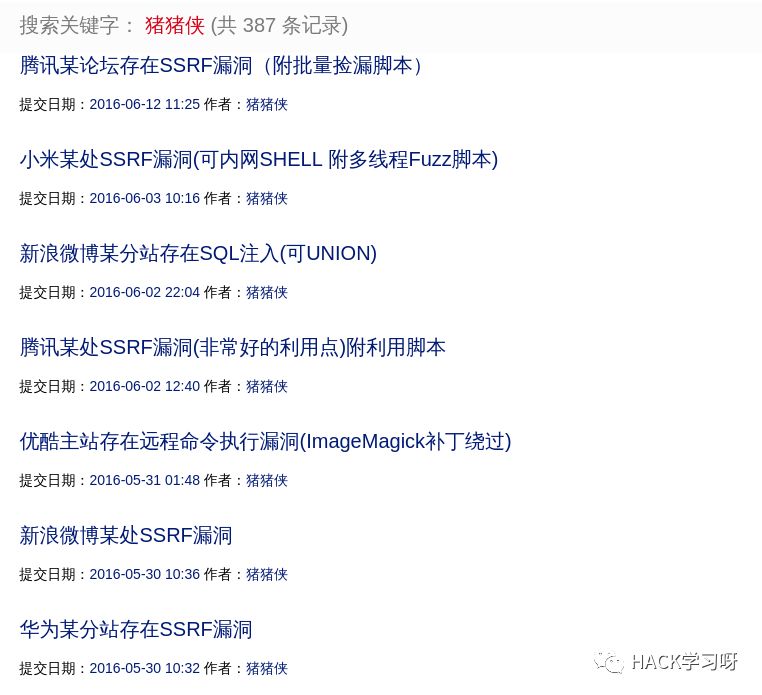 搜索关键字： 猪猪侠 (共 387 条记录)
腾讯某论坛存在SSRF漏洞（附批量捡漏脚本）
提交日期：2016-06-12 11:25 作者：猪猪侠
小米某处SSRF漏洞(可内网SHELL 附多线程Fuzz脚本)
提交日期：2016-06-03 10:16 作者：猪猪侠
新浪微博某分站存在SQL注入(可UNION)
提交日期：2016-06-02 22:04 作者：猪猪侠
腾讯某处SSRF漏洞(非常好的利用点)附利用脚本
提交日期：2016-06-02 12:40 作者：猪猪侠
优酷主站存在远程命令执行漏洞(ImageMagick补丁绕过)
提交日期：2016-05-31 01:48 作者：猪猪侠
新浪微博某处SSRF漏洞
提交日期：2016-05-30 10:36 作者：猪猪侠
华为某分站存在SSRF漏洞
提交日期：2016-05-30 10:32 作者：猪猪侠
HACK学习呀